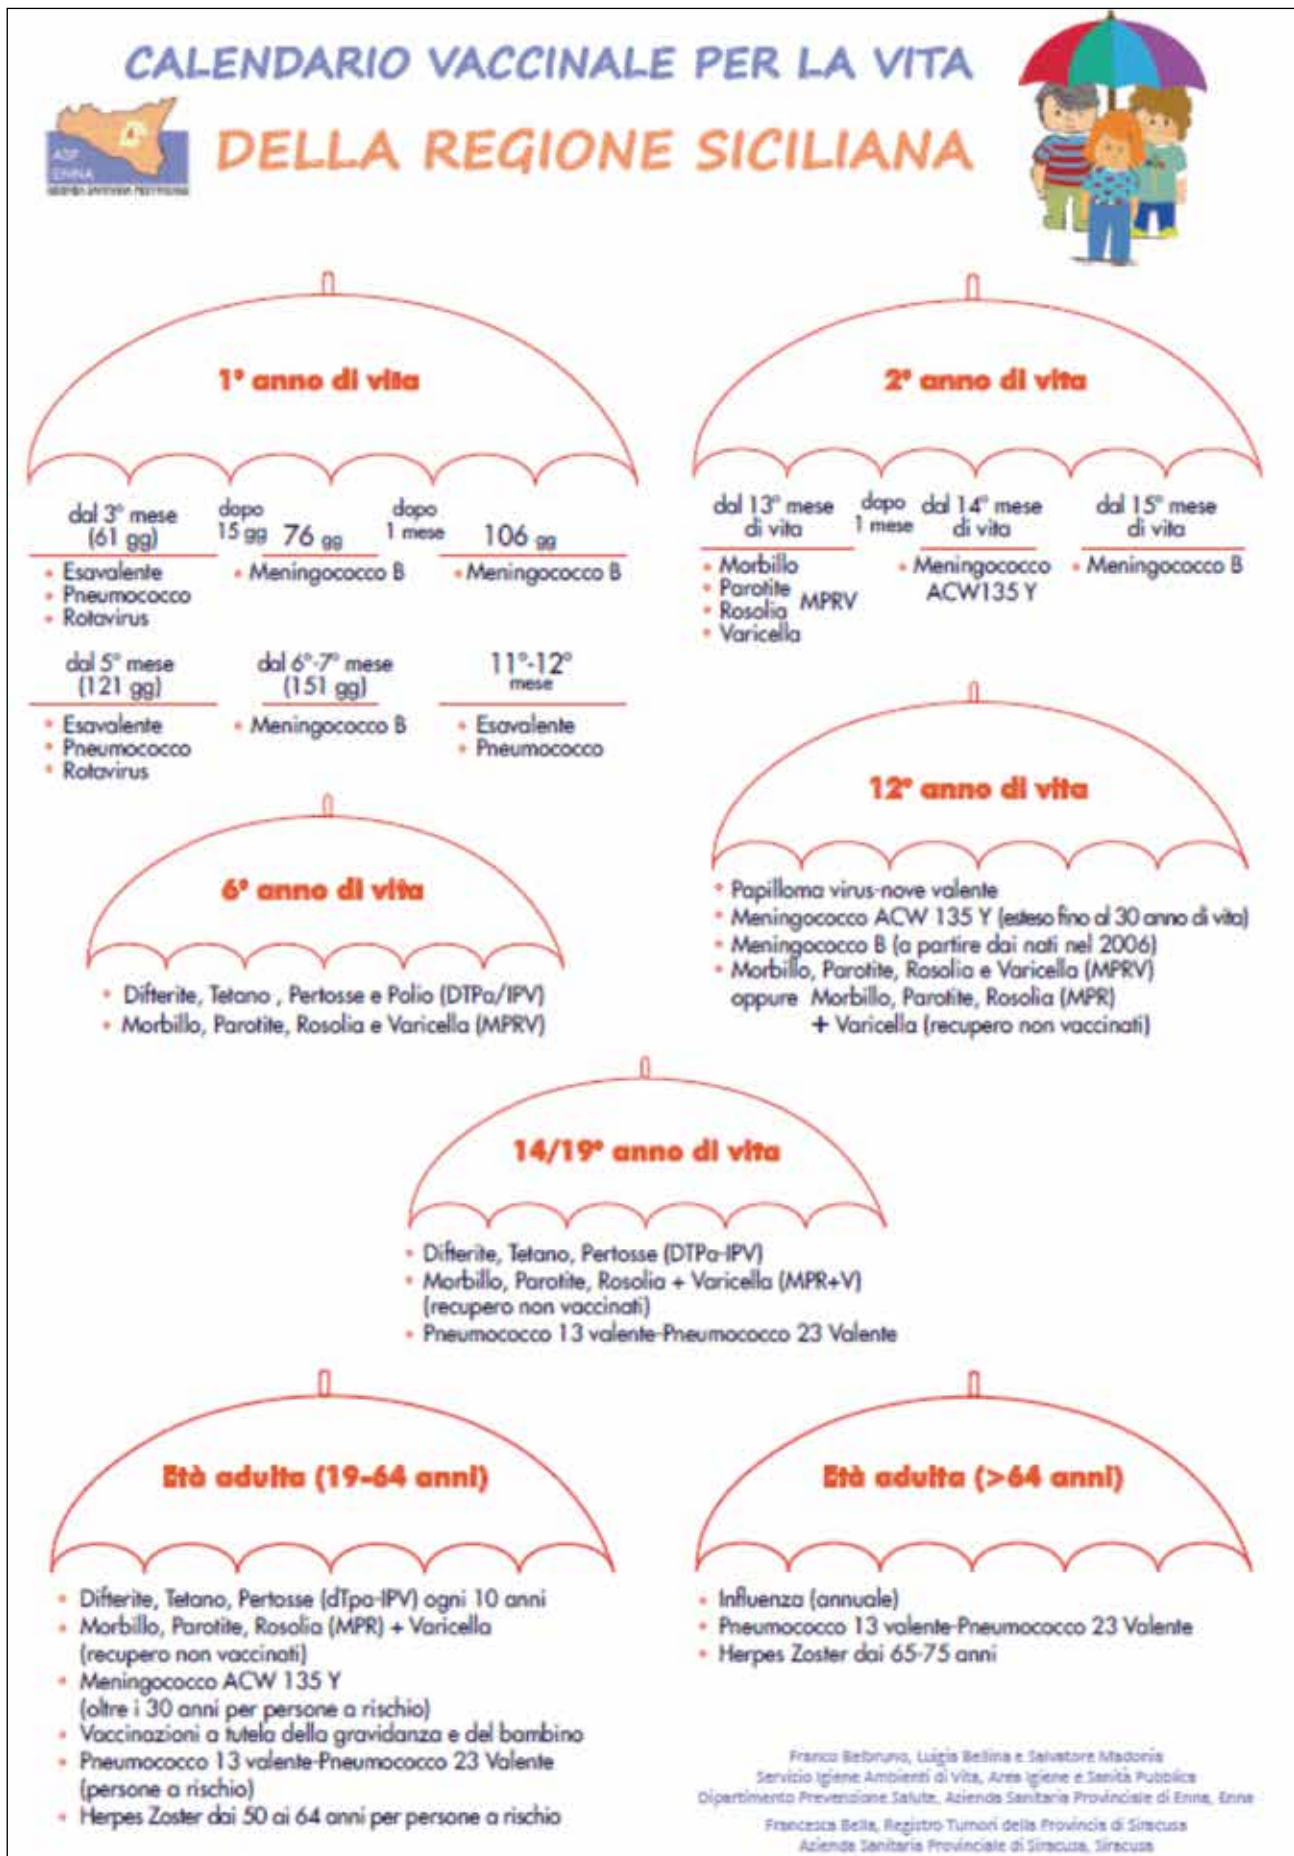 CALENDARIO VACCINALE PER LA VITA
DELLA REGIONE SICILIANA
ASP
ENNA
1° anno di vita
dal 3° mese
(61 gg)
• Esavalente
• Pneumococco
• Rotavirus
dopo
15 gg
76 gg
• Meningococco B
dopo
1 mese
106 gg
• Meningococco B
dal 5° mese
(121 gg)
• Esavalente
• Pneumococco
• Rotavirus
dal 6°-7° mese
(151 gg)
• Meningococco B
11°-12°
mese
• Esavalente
• Pneumococco
2° anno di vita
dal 13° mese
di vita
• Morbillo
• Parotite
• Rosolia
• Varicella
MPRV
dopo
1 mese
dal 14° mese
di vita
• Meningococco
ACW135 Y
dal 15° mese
di vita
• Meningococco B
6° anno di vita
• Difterite, Tetano , Pertosse e Polio (DTPa/IPV)
• Morbillo, Parotite, Rosolia e Varicella (MPRV)
12° anno di vita
• Papilloma virus-nove valente
• Meningococco ACW 135 Y (esteso fino al 30 anno di vita)
• Meningococco B (a partire dai nati nel 2006)
• Morbillo, Parotite, Rosolia e Varicella (MPRV)
oppure Morbillo, Parotite, Rosolia (MPR)
+ Varicella (recupero non vaccinati)
14/19° anno di vita
• Difterite, Tetano, Pertosse (DTPa-IPV)
• Morbillo, Parotite, Rosolia + Varicella (MPR+V)
(recupero non vaccinati)
• Pneumococco 13 valente-Pneumococco 23 Valente
Età adulta (19-64 anni)
• Difterite, Tetano, Pertosse (dTpa-IPV) ogni 10 anni
• Morbillo, Parotite, Rosolia (MPR) + Varicella
(recupero non vaccinati)
• Meningococco ACW 135 Y
(oltre i 30 anni per persone a rischio)
• Vaccinazioni a tutela della gravidanza e del bambino
• Pneumococco 13 valente-Pneumococco 23 Valente
(persone a rischio)
• Herpes Zoster dai 50 ai 64 anni per persone a rischio
Età adulta (>64 anni)
• Influenza (annuale)
• Pneumococco 13 valente-Pneumococco 23 Valente
• Herpes Zoster dai 65-75 anni
Franco Belbruno, Luigia Bellina e Salvatore Madonia
Servizio Igiene Ambienti di Vita, Area Igiene e Sanità Pubblica
Dipartimento Prevenzione Salute, Azienda Sanitaria Provinciale di Enna, Enna
Francesca Bella, Registro Tumori della Provincia di Siracusa
Azienda Sanitaria Provinciale di Siracusa, Siracusa